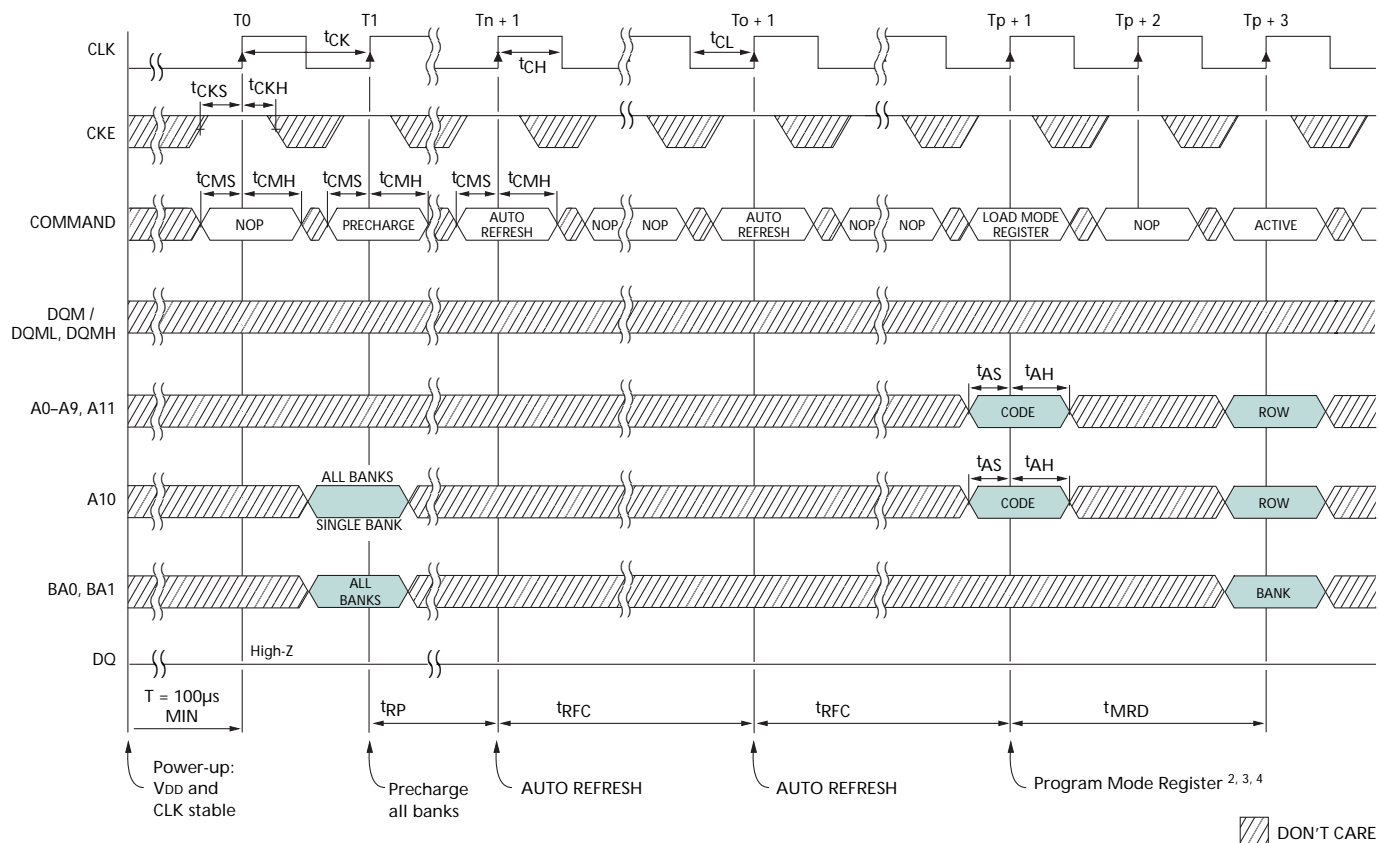 T0 T1 Tn + 1 To + 1 Tp + 1 Tp + 2 Tp + 3
CLK tCK tCH tCL
tCKS tCKH
CKE
tCMS tCMH tCMS tCMH tCMS tCMH
COMMAND NOP PRECHARGE AUTO REFRESH NOP NOP AUTO REFRESH NOP NOP LOAD MODE REGISTER NOP ACTIVE
DQM /
DQML, DQMH
tAS tAH
A0–A9, A11 CODE ROW
ALL BANKS tAS tAH
A10 CODE ROW
SINGLE BANK
BA0, BA1 ALL BANKS BANK
DQ High-Z
T = 100µs
MIN
tRP tRFC tRFC tMRD
Power-up:
VDD and
CLK stable
Precharge
all banks
AUTO REFRESH
AUTO REFRESH
Program Mode Register 2, 3, 4
DON'T CARE